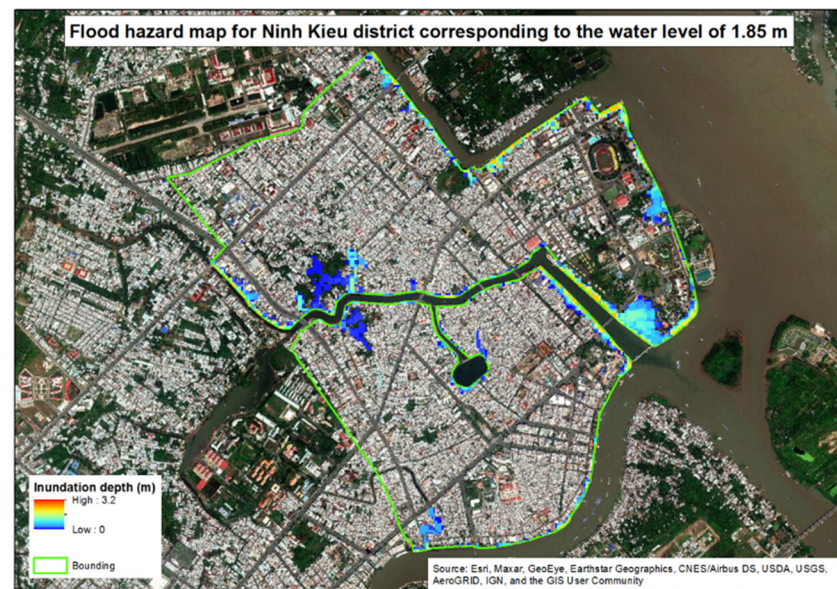 Flood hazard map for Ninh Kieu district corresponding to the water level of 1.85 m
Inundation depth (m)
High : 3.2
Low : 0
Bounding
Source: Esri, Maxar, GeoEye, Earthstar Geographics, CNES/Airbus DS, USDA, USGS,
AeroGRID, IGN, and the GIS User Community